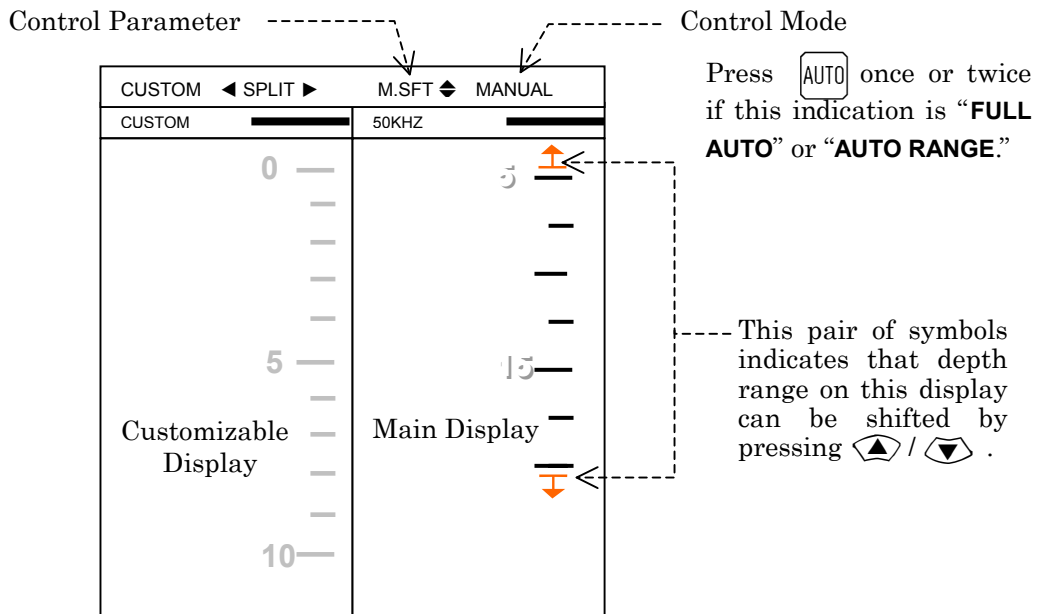 Control Parameter
Control Mode
Press AUTO once or twice
if this indication is “FULL
AUTO” or “AUTO RANGE.”
CUSTOM ◀ SPLIT ▶ M.SFT MANUAL
CUSTOM
50KHZ
0
5
5
15
10
Customizable
Display
Main Display
This pair of symbols
indicates that depth
range on this display
can be shifted by
pressing ▲ / ▼ .